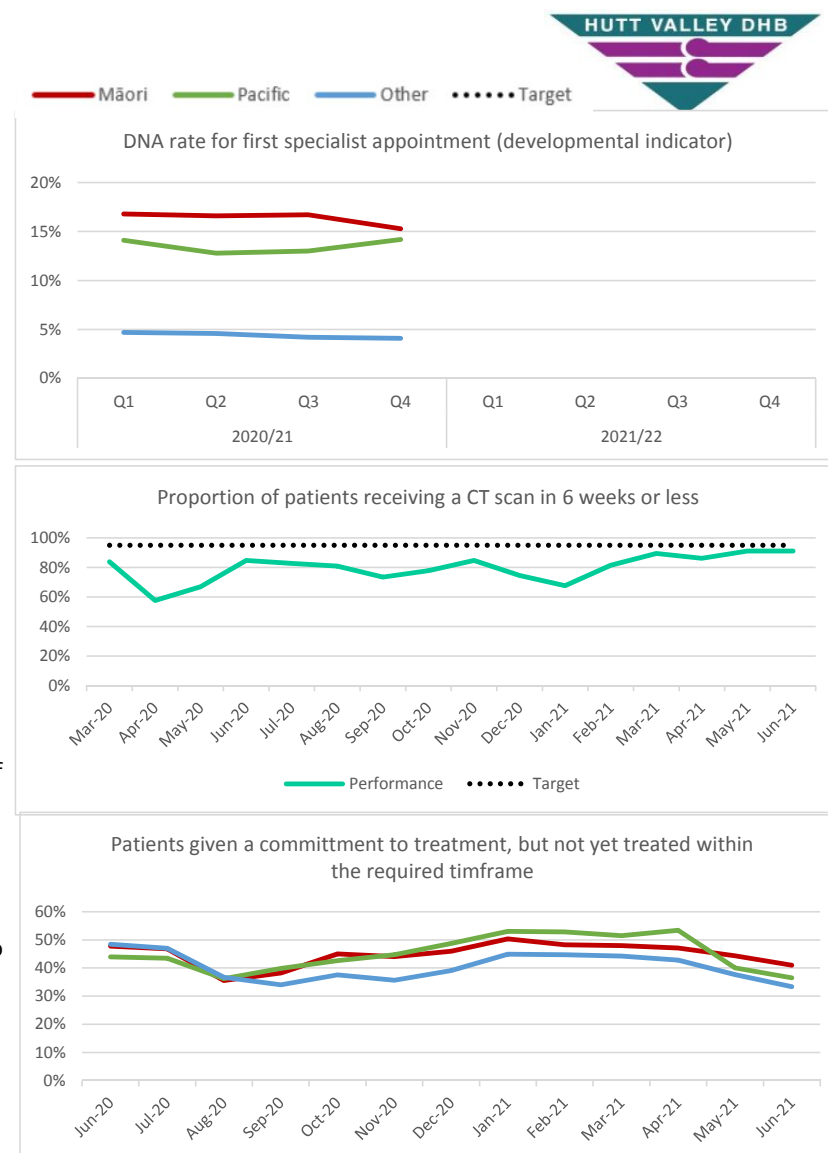 HUTT VALLEY DHB
Māori Pacific Other Target
DNA rate for first specialist appointment (developmental indicator)
20%
15%
10%
5%
0%
Q1 Q2 Q3 Q4 Q1 Q2 Q3 Q4
2020/21 2021/22
Proportion of patients receiving a CT scan in 6 weeks or less
100%
80%
60%
40%
20%
0%
Mar-20 Apr-20 May-20 Jun-20 Jul-20 Aug-20 Sep-20 Oct-20 Nov-20 Dec-20 Jan-21 Feb-21 Mar-21 Apr-21 May-21 Jun-21
Performance Target
Patients given a committment to treatment, but not yet treated within
the required timframe
60%
50%
40%
30%
20%
10%
0%
Jun-20 Jul-20 Aug-20 Sep-20 Oct-20 Nov-20 Dec-20 Jan-21 Feb-21 Mar-21 Apr-21 May-21 Jun-21